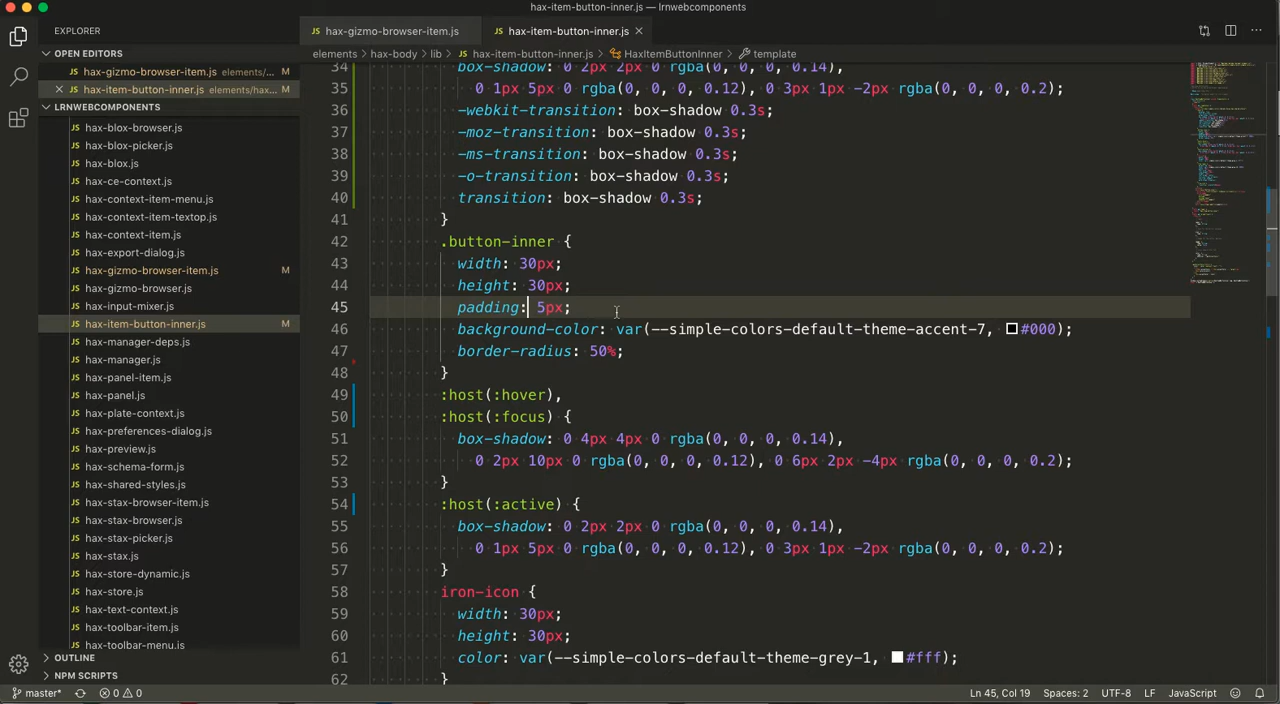 hax-item-button-inner.js — lrnwebcomponents
EXPLORER
OPEN EDITORS
hax-gizmo-browser-item.js elements/... M
hax-item-button-inner.js elements/hax... M
LRNWEBCOMPONENTS
hax-blox-browser.js
hax-blox-picker.js
hax-blox.js
hax-ce-context.js
hax-context-item-menu.js
hax-context-item-textop.js
hax-context-item.js
hax-export-dialog.js
hax-gizmo-browser-item.js M
hax-gizmo-browser.js
hax-input-mixer.js
hax-item-button-inner.js M
hax-manager-deps.js
hax-manager.js
hax-panel-item.js
hax-panel.js
hax-plate-context.js
hax-preferences-dialog.js
hax-preview.js
hax-schema-form.js
hax-shared-styles.js
hax-stax-browser-item.js
hax-stax-browser.js
hax-stax-picker.js
hax-stax.js
hax-store-dynamic.js
hax-store.js
hax-text-context.js
hax-toolbar-item.js
hax-toolbar-menu.js
OUTLINE
NPM SCRIPTS
hax-gizmo-browser-item.js hax-item-button-inner.js
elements > hax-body > lib > hax-item-button-inner.js > HaxItemButtonInner > template
34 box-shadow: 0 2px 2px 0 rgba(0, 0, 0, 0.14),
35 0 1px 5px 0 rgba(0, 0, 0, 0.12), 0 3px 1px -2px rgba(0, 0, 0, 0.2);
36 -webkit-transition: box-shadow 0.3s;
37 -moz-transition: box-shadow 0.3s;
38 -ms-transition: box-shadow 0.3s;
39 -o-transition: box-shadow 0.3s;
40 transition: box-shadow 0.3s;
41 }
42 .button-inner {
43 width: 30px;
44 height: 30px;
45 padding: 5px;
46 background-color: var(--simple-colors-default-theme-accent-7, #000);
47 border-radius: 50%;
48 }
49 :host(:hover),
50 :host(:focus) {
51 box-shadow: 0 4px 4px 0 rgba(0, 0, 0, 0.14),
52 0 2px 10px 0 rgba(0, 0, 0, 0.12), 0 6px 2px -4px rgba(0, 0, 0, 0.2);
53 }
54 :host(:active) {
55 box-shadow: 0 2px 2px 0 rgba(0, 0, 0, 0.14),
56 0 1px 5px 0 rgba(0, 0, 0, 0.12), 0 3px 1px -2px rgba(0, 0, 0, 0.2);
57 }
58 iron-icon {
59 width: 30px;
60 height: 30px;
61 color: var(--simple-colors-default-theme-grey-1, #fff);
62 }
master* 0 0 Ln 45, Col 19 Spaces: 2 UTF-8 LF JavaScript